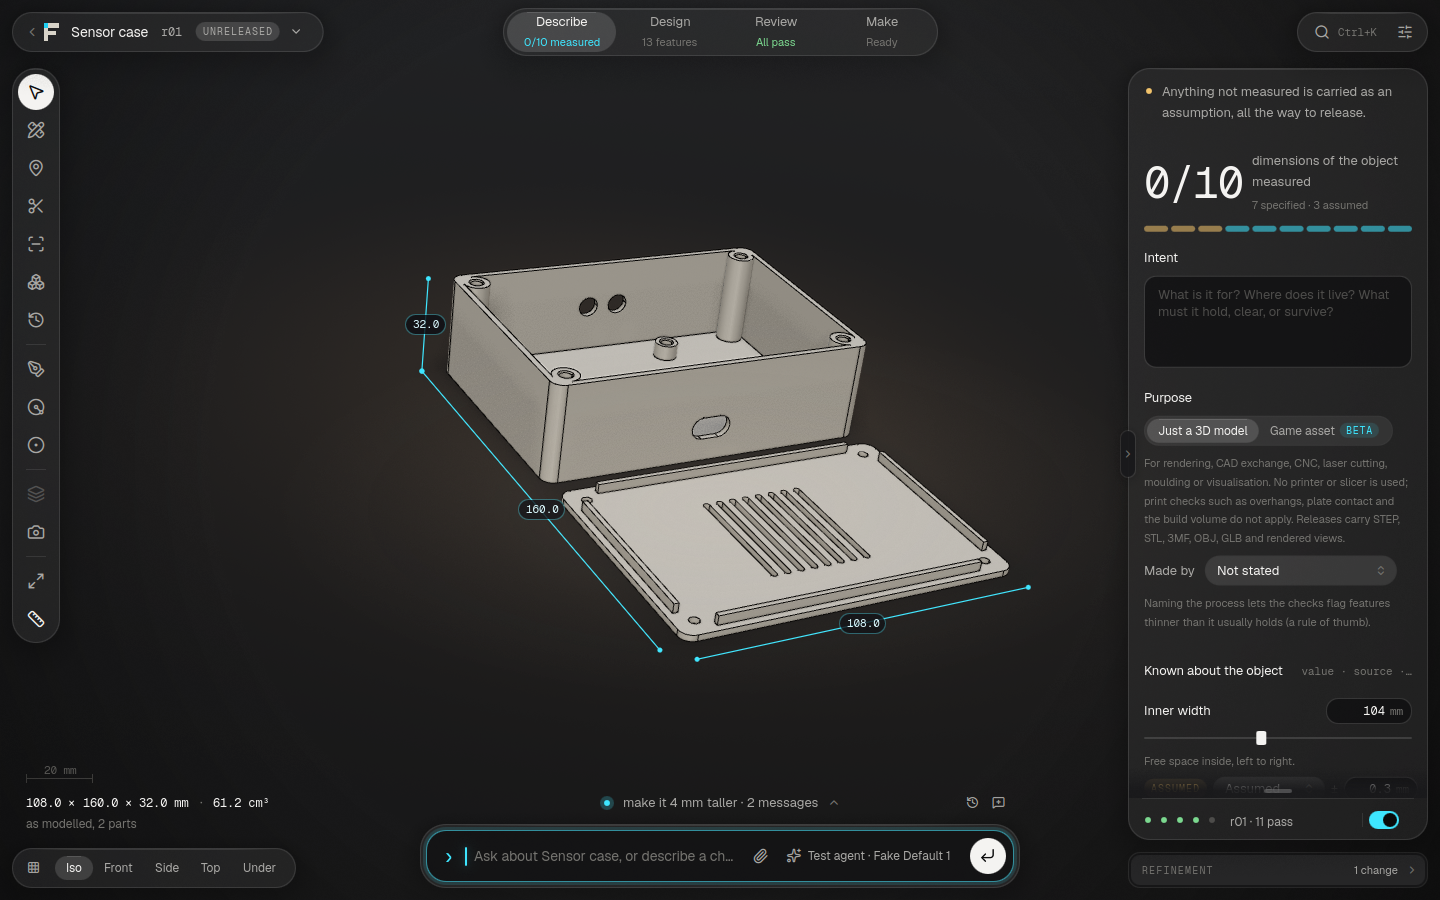 Sensor case r01 UNRELEASED
Describe
0/10 measured
Design
13 features
Review
All pass
Make
Ready
Ctrl+K
Anything not measured is carried as an
assumption, all the way to release.
0/10
dimensions of the object
measured
7 specified · 3 assumed
Intent
What is it for? Where does it live? What
must it hold, clear, or survive?
Purpose
Just a 3D model
Game asset BETA
For rendering, CAD exchange, CNC, laser cutting,
moulding or visualisation. No printer or slicer is used;
print checks such as overhangs, plate contact and
the build volume do not apply. Releases carry STEP,
STL, 3MF, OBJ, GLB and rendered views.
Made by Not stated
Naming the process lets the checks flag features
thinner than it usually holds (a rule of thumb).
Known about the object value · source ·…
Inner width 104 mm
Free space inside, left to right.
ASSUMED Assumed 0.3 mm
r01 · 11 pass
REFINEMENT 1 change
32.0
160.0
108.0
20 mm
108.0 × 160.0 × 32.0 mm · 61.2 cm³
as modelled, 2 parts
Iso Front Side Top Under
make it 4 mm taller · 2 messages
Ask about Sensor case, or describe a ch…
Test agent · Fake Default 1